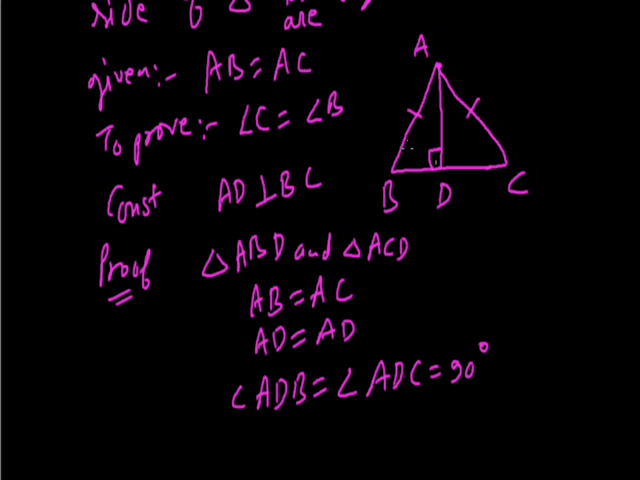 side of Δ are
given:- AB = AC
To prove:- ∠C = ∠B
Const AD ⊥ BC
Proof Δ ABD and Δ ACD
AB = AC
AD = AD
∠ADB = ∠ADC = 90°
A
B D C